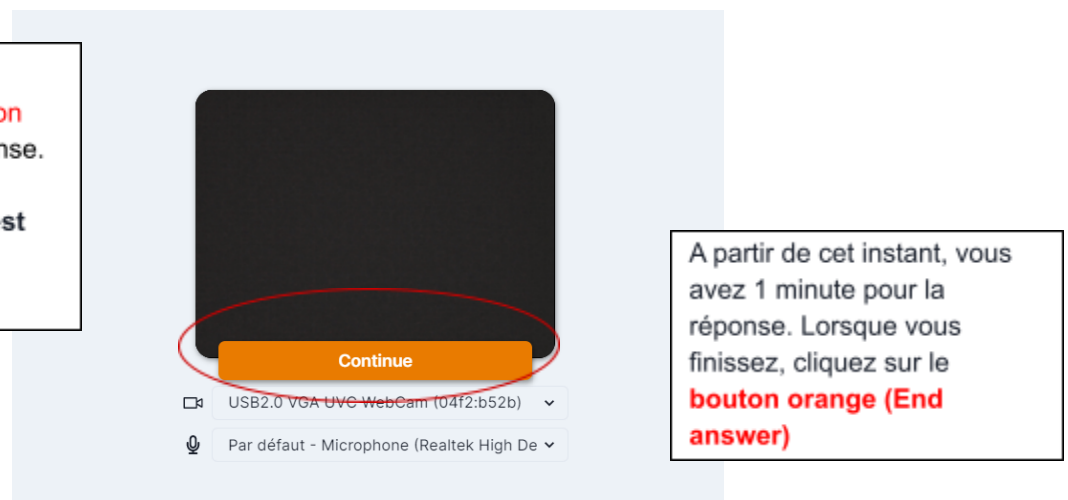 on
nse.
est
Continue
USB2.0 VGA UVC WebCam (04f2:b52b)
Par défaut - Microphone (Realtek High De
A partir de cet instant, vous
avez 1 minute pour la
réponse. Lorsque vous
finissez, cliquez sur le
bouton orange (End
answer)